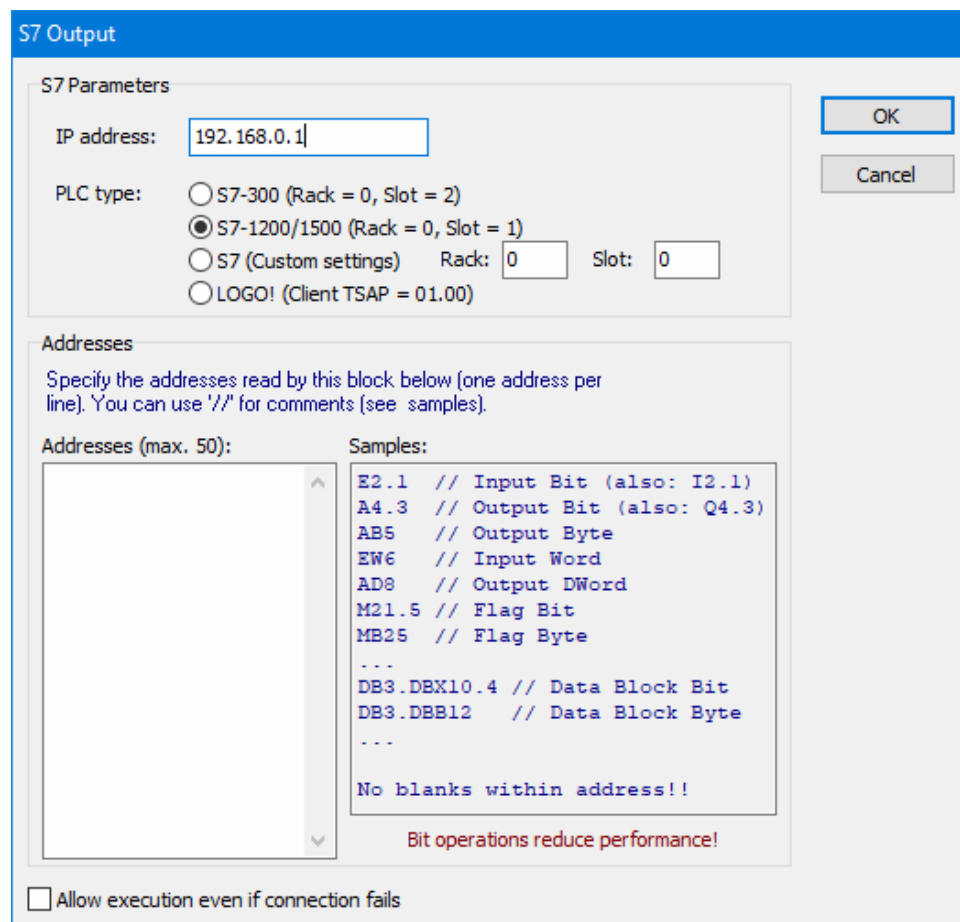 S7 Output
S7 Parameters
IP address: 192.168.0.1
PLC type:
S7-300 (Rack = 0, Slot = 2)
S7-1200/1500 (Rack = 0, Slot = 1)
S7 (Custom settings) Rack: 0 Slot: 0
LOGO! (Client TSAP = 01.00)
OK
Cancel
Addresses
Specify the addresses read by this block below (one address per
line). You can use '//' for comments (see samples).
Addresses (max. 50):
Samples:
E2.1 // Input Bit (also: I2.1)
A4.3 // Output Bit (also: Q4.3)
AB5 // Output Byte
EW6 // Input Word
AD8 // Output DWord
M21.5 // Flag Bit
MB25 // Flag Byte
...
DB3.DBX10.4 // Data Block Bit
DB3.DBB12 // Data Block Byte
...
No blanks within address!!
Bit operations reduce performance!
Allow execution even if connection fails